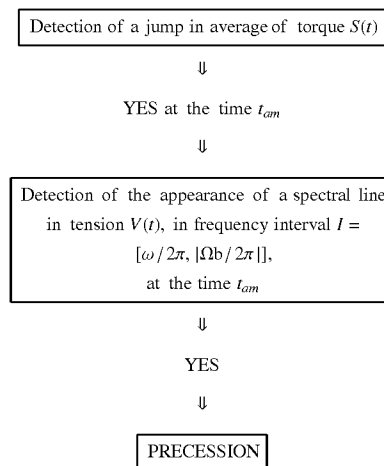 Detection of a jump in average of torque S(t)
⇓
YES at the time t_am
⇓
Detection of the appearance of a spectral line
in tension V(t), in frequency interval I =
[ω/2π, |Ωb/2π|],
at the time t_am
⇓
YES
⇓
PRECESSION